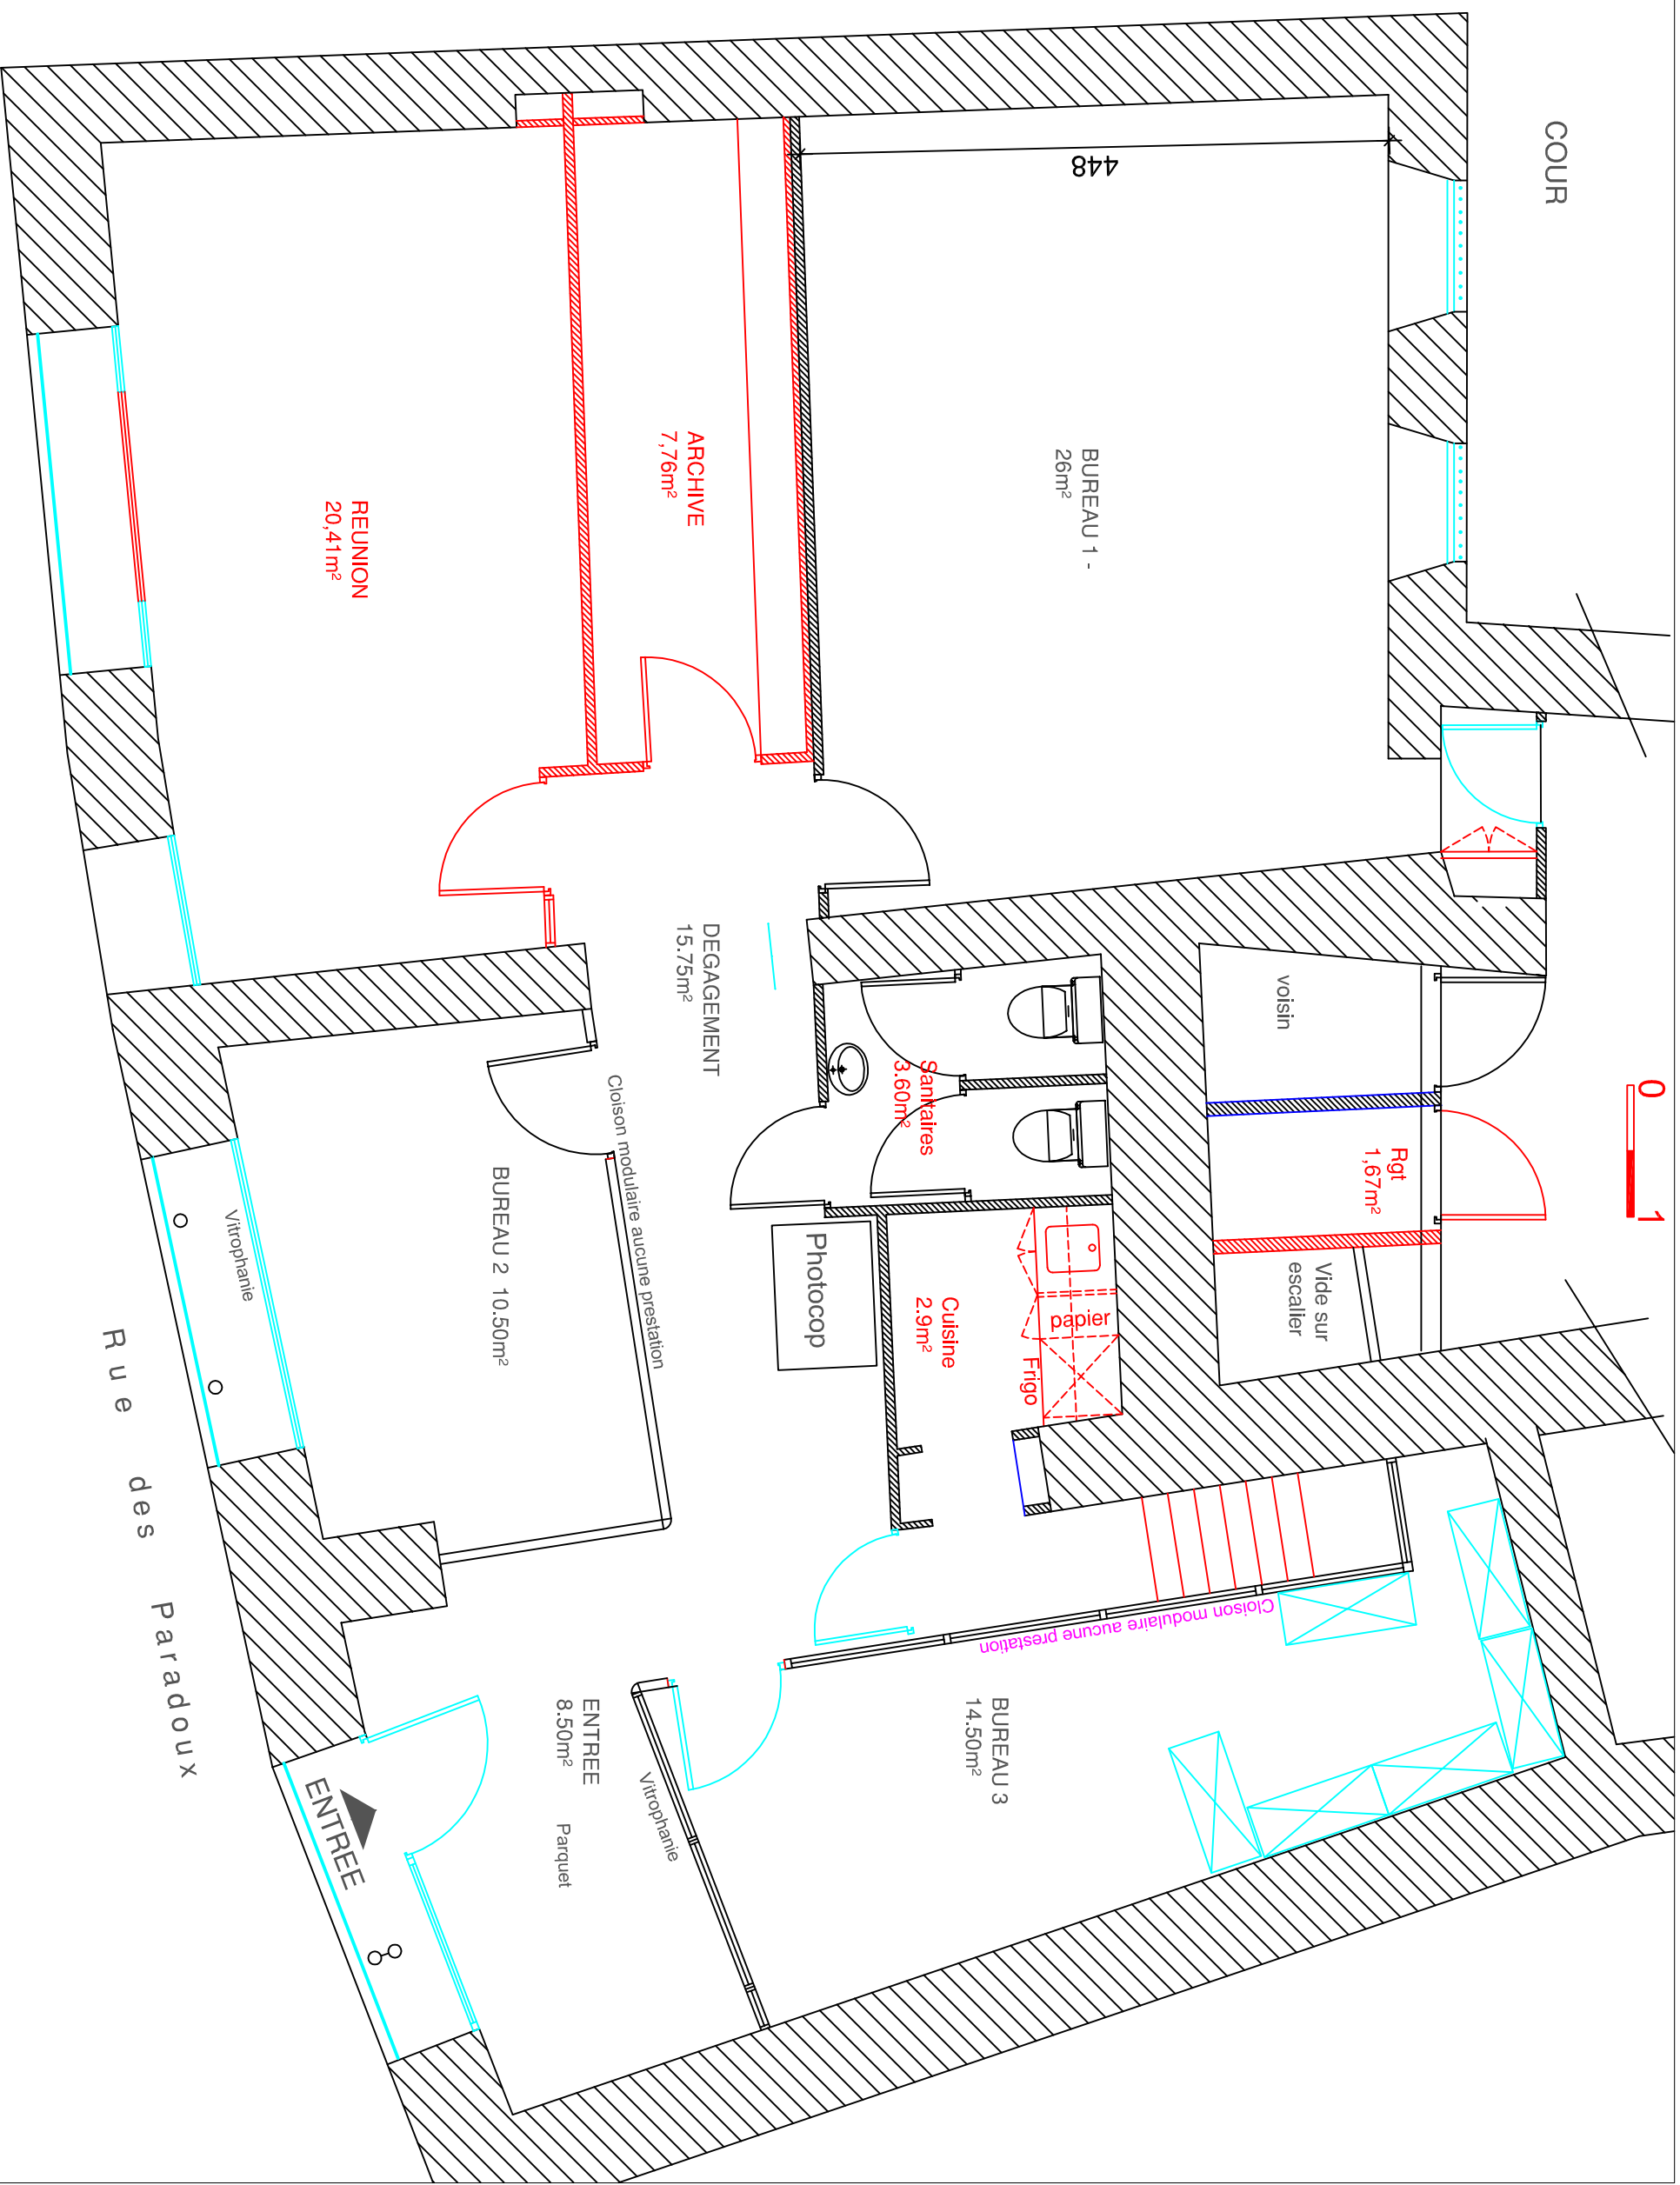 COUR
448
BUREAU 1 -
26m²
ARCHIVE
7,76m²
REUNION
20,41m²
DEGAGEMENT
15.75m²
voisin
0 1
Rgt
1,67m²
Vide sur
escalier
Sanitaires
3.60m²
Cloison modulaire aucune prestation
BUREAU 2 10.50m²
Vitrophanie
Photocop
Cuisine
2.9m²
papier
Frigo
Cloison modulaire aucune prestation
BUREAU 3
14.50m²
ENTREE
8.50m²
Parquet
Vitrophanie
ENTREE
Rue des Paradoux